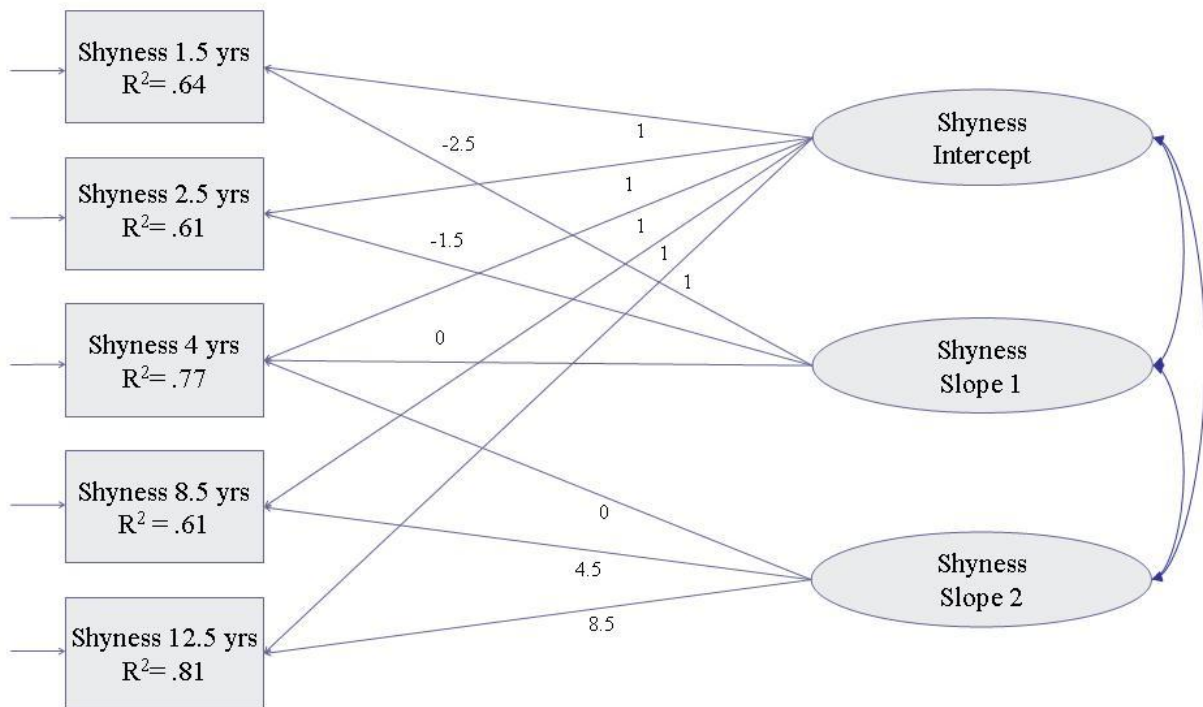 Shyness 1.5 yrs
R²= .64
Shyness 2.5 yrs
R²= .61
Shyness 4 yrs
R²= .77
Shyness 8.5 yrs
R² = .61
Shyness 12.5 yrs
R²= .81
1
-2.5
1
1
-1.5
1
1
0
0
4.5
8.5
Shyness
Intercept
Shyness
Slope 1
Shyness
Slope 2